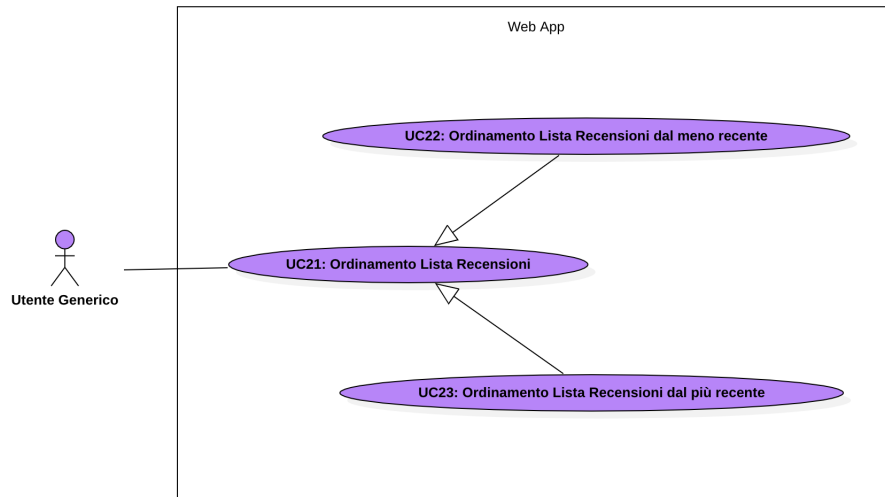 Web App
UC22: Ordinamento Lista Recensioni dal meno recente
UC21: Ordinamento Lista Recensioni
Utente Generico
UC23: Ordinamento Lista Recensioni dal più recente